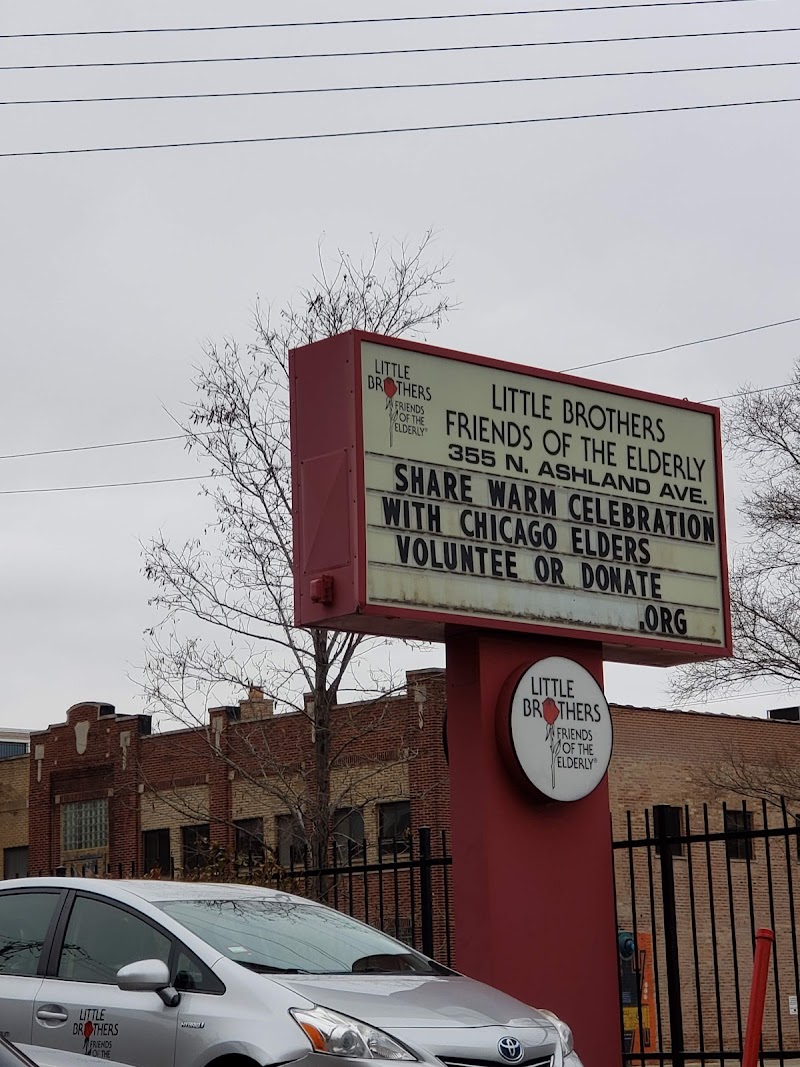 LITTLE
BROTHERS
FRIENDS
OF THE
ELDERLY®
LITTLE BROTHERS
FRIENDS OF THE ELDERLY
355 N. ASHLAND AVE.
SHARE WARM CELEBRATION
WITH CHICAGO ELDERS
VOLUNTEE OR DONATE
.ORG
LITTLE
BROTHERS
FRIENDS
OF THE
ELDERLY®
LITTLE
BROTHERS
FRIENDS
OF THE